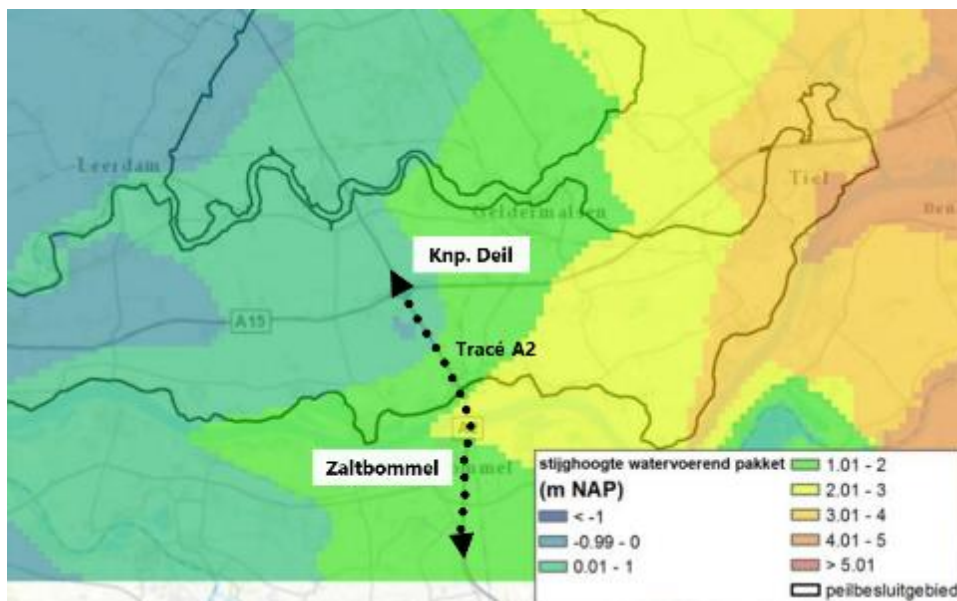 Leerdam
Tiel
Geldermalsen
Knp. Deil
A15
Tracé A2
Zaltbommel
ommel
stijghoogte watervoerend pakket
(m NAP)
< -1
-0.99 - 0
0.01 - 1
1.01 - 2
2.01 - 3
3.01 - 4
4.01 - 5
> 5.01
peilbesluitgebied